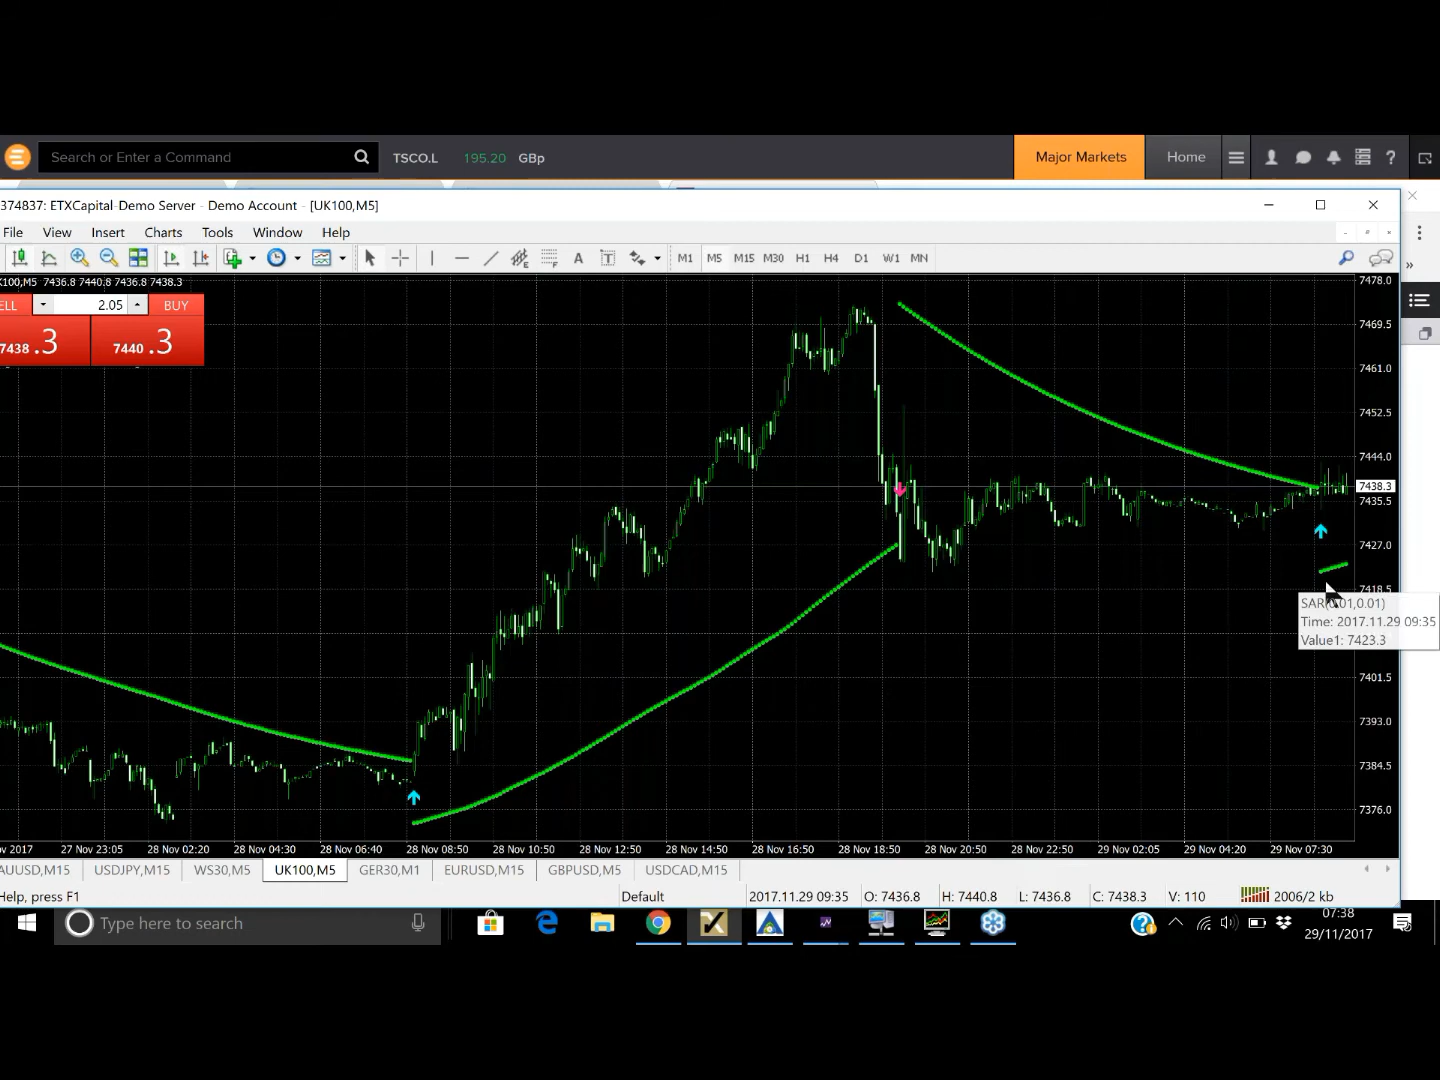 Search or Enter a Command
TSCO.L 195.20 GBp
Major Markets
Home
?
374837: ETXCapital-Demo Server - Demo Account - [UK100,M5]
File View Insert Charts Tools Window Help
A T M1 M5 M15 M30 H1 H4 D1 W1 MN
K100,M5 7436.8 7440.8 7436.8 7438.3
ELL 2.05 BUY
7438.3 7440.3
7478.0
7469.5
7461.0
7452.5
7444.0
7438.3
7435.5
7427.0
7418.5
7401.5
7393.0
7384.5
7376.0
SAR(0.01,0.01)
Time: 2017.11.29 09:35
Value1: 7423.3
ov 2017 27 Nov 23:05 28 Nov 02:20 28 Nov 04:30 28 Nov 06:40 28 Nov 08:50 28 Nov 10:50 28 Nov 12:50 28 Nov 14:50 28 Nov 16:50 28 Nov 18:50 28 Nov 20:50 28 Nov 22:50 29 Nov 02:05 29 Nov 04:20 29 Nov 07:30
AUUSD,M15 USDJPY,M15 WS30,M5 UK100,M5 GER30,M1 EURUSD,M15 GBPUSD,M5 USDCAD,M15
Help, press F1 Default 2017.11.29 09:35 O: 7436.8 H: 7440.8 L: 7436.8 C: 7438.3 V: 110 2006/2 kb
Type here to search
07:38
29/11/2017